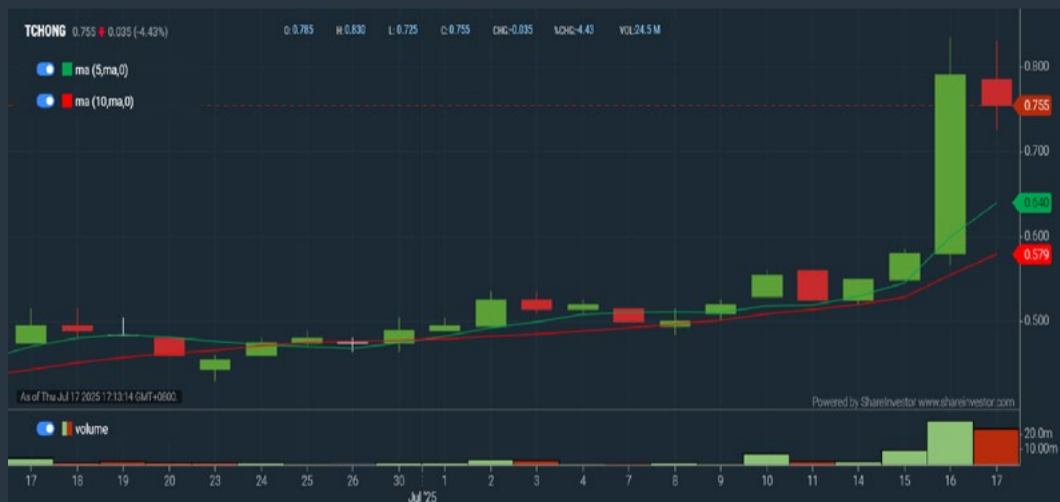 TCHONG 0.755 0.035 (-4.43%) O:0.785 H:0.830 L:0.725 C:0.755 CHG:-0.035 %CHG:-4.43 VOL:24.5 M
ma (5,ma,0)
ma (10,ma,0)
0.800
0.755
0.700
0.640
0.600
0.579
0.500
As of Thu Jul 17 2025 17:13:14 GMT+0800.
Powered by ShareInvestor www.shareinvestor.com
volume
20.0m
10.00m
17 18 19 20 23 24 25 26 30 1 2 3 4 7 8 9 10 11 14 15 16 17
Jul '25